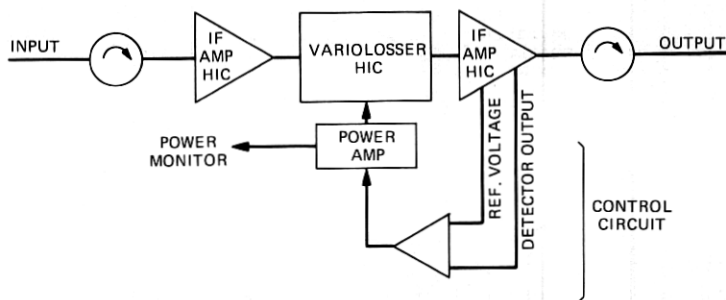 INPUT
IF
AMP
HIC
VARIOLOSSER
HIC
IF
AMP
HIC
OUTPUT
POWER
MONITOR
POWER
AMP
REF. VOLTAGE
DETECTOR OUTPUT
CONTROL
CIRCUIT